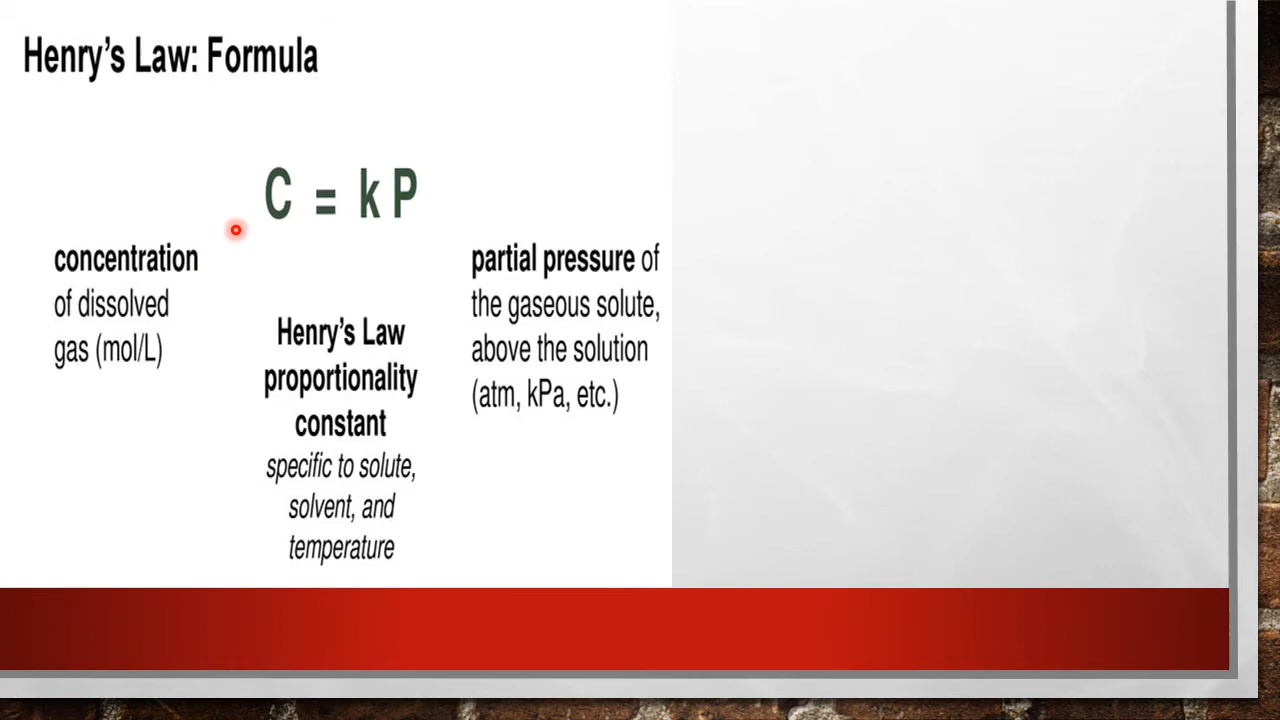 Henry's Law: Formula
C = k P
concentration
of dissolved
gas (mol/L)
Henry's Law
proportionality
constant
specific to solute,
solvent, and
temperature
partial pressure of
the gaseous solute,
above the solution
(atm, kPa, etc.)